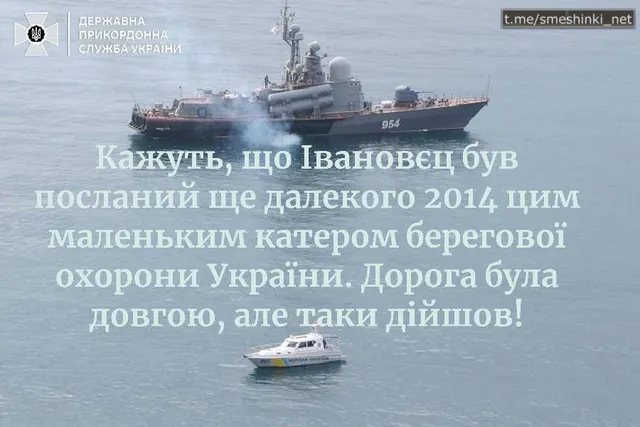 ДЕРЖАВНА
ПРИКОРДОННА
СЛУЖБА УКРАЇНИ
t.me/smeshinki_net
954
Кажуть, що Івановєц був
посланий ще далекого 2014 цим
маленьким катером берегової
охорони України. Дорога була
довгою, але таки дійшов!